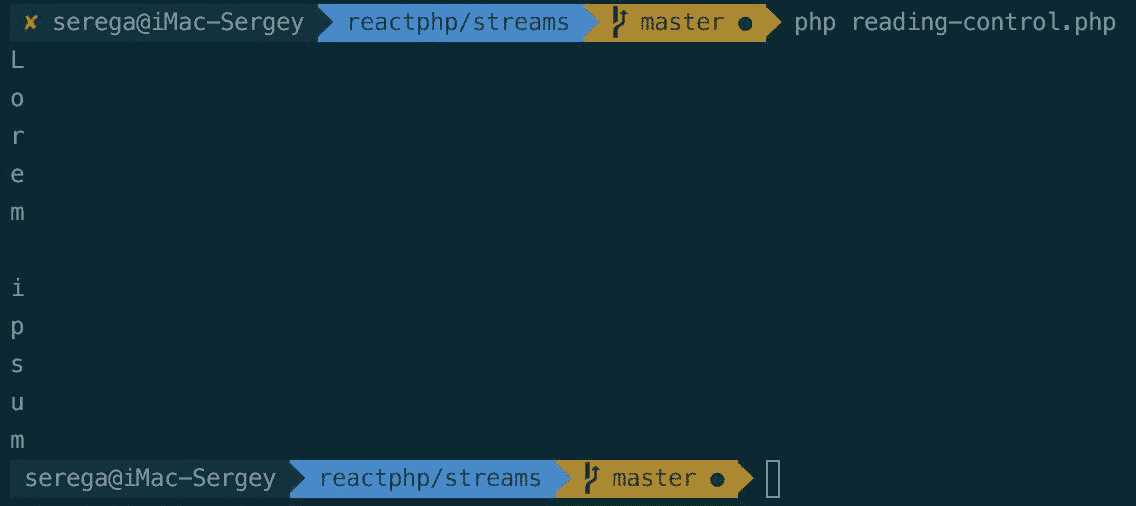 ✘ serega@iMac-Sergey reactphp/streams master ● php reading-control.php
L
o
r
e
m

i
p
s
u
m
serega@iMac-Sergey reactphp/streams master ●